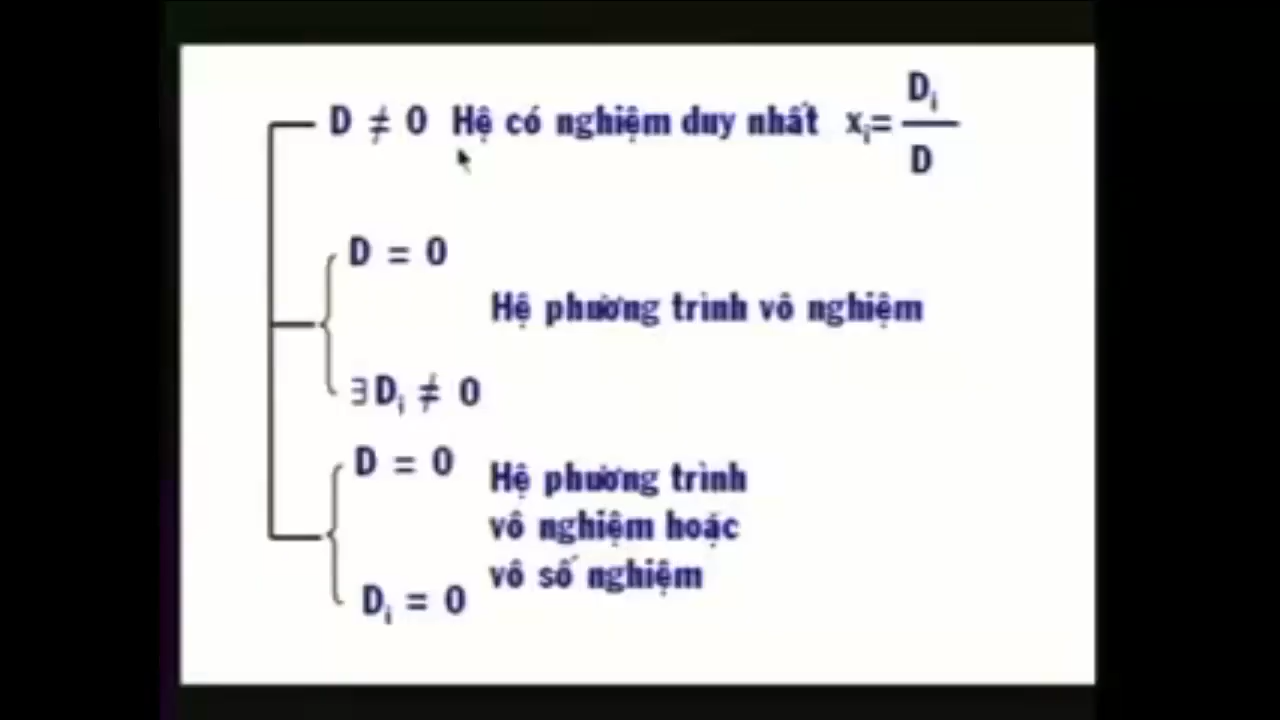 D ≠ 0 Hệ có nghiệm duy nhất xᵢ= Dᵢ / D
D = 0
Hệ phương trình vô nghiệm
∃Dᵢ ≠ 0
D = 0
Hệ phương trình
vô nghiệm hoặc
vô số nghiệm
Dᵢ = 0